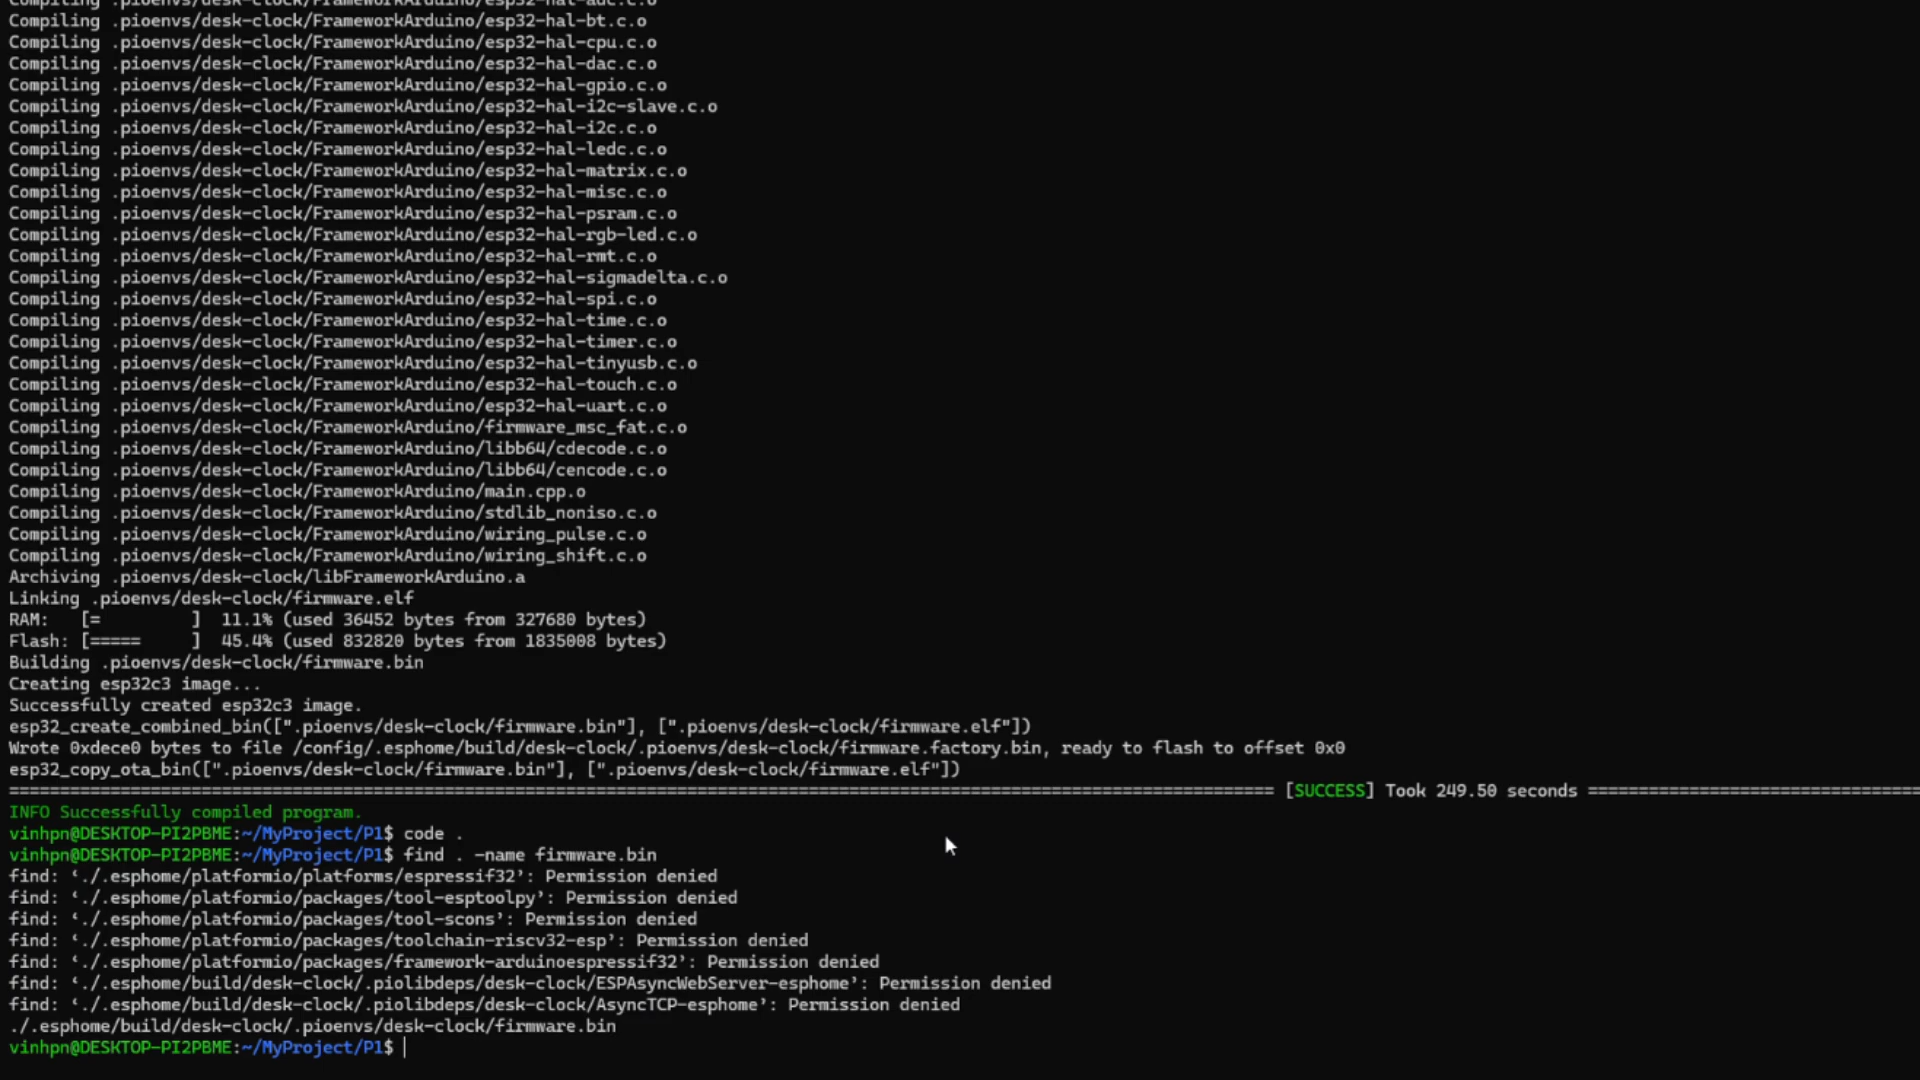 Compiling .pioenvs/desk-clock/FrameworkArduino/esp32-hal-adc.c.o
Compiling .pioenvs/desk-clock/FrameworkArduino/esp32-hal-bt.c.o
Compiling .pioenvs/desk-clock/FrameworkArduino/esp32-hal-cpu.c.o
Compiling .pioenvs/desk-clock/FrameworkArduino/esp32-hal-dac.c.o
Compiling .pioenvs/desk-clock/FrameworkArduino/esp32-hal-gpio.c.o
Compiling .pioenvs/desk-clock/FrameworkArduino/esp32-hal-i2c-slave.c.o
Compiling .pioenvs/desk-clock/FrameworkArduino/esp32-hal-i2c.c.o
Compiling .pioenvs/desk-clock/FrameworkArduino/esp32-hal-ledc.c.o
Compiling .pioenvs/desk-clock/FrameworkArduino/esp32-hal-matrix.c.o
Compiling .pioenvs/desk-clock/FrameworkArduino/esp32-hal-misc.c.o
Compiling .pioenvs/desk-clock/FrameworkArduino/esp32-hal-psram.c.o
Compiling .pioenvs/desk-clock/FrameworkArduino/esp32-hal-rgb-led.c.o
Compiling .pioenvs/desk-clock/FrameworkArduino/esp32-hal-rmt.c.o
Compiling .pioenvs/desk-clock/FrameworkArduino/esp32-hal-sigmadelta.c.o
Compiling .pioenvs/desk-clock/FrameworkArduino/esp32-hal-spi.c.o
Compiling .pioenvs/desk-clock/FrameworkArduino/esp32-hal-time.c.o
Compiling .pioenvs/desk-clock/FrameworkArduino/esp32-hal-timer.c.o
Compiling .pioenvs/desk-clock/FrameworkArduino/esp32-hal-tinyusb.c.o
Compiling .pioenvs/desk-clock/FrameworkArduino/esp32-hal-touch.c.o
Compiling .pioenvs/desk-clock/FrameworkArduino/esp32-hal-uart.c.o
Compiling .pioenvs/desk-clock/FrameworkArduino/firmware_msc_fat.c.o
Compiling .pioenvs/desk-clock/FrameworkArduino/libb64/cdecode.c.o
Compiling .pioenvs/desk-clock/FrameworkArduino/libb64/cencode.c.o
Compiling .pioenvs/desk-clock/FrameworkArduino/main.cpp.o
Compiling .pioenvs/desk-clock/FrameworkArduino/stdlib_noniso.c.o
Compiling .pioenvs/desk-clock/FrameworkArduino/wiring_pulse.c.o
Compiling .pioenvs/desk-clock/FrameworkArduino/wiring_shift.c.o
Archiving .pioenvs/desk-clock/libFrameworkArduino.a
Linking .pioenvs/desk-clock/firmware.elf
RAM:   [=         ]  11.1% (used 36452 bytes from 327680 bytes)
Flash: [=====     ]  45.4% (used 832820 bytes from 1835008 bytes)
Building .pioenvs/desk-clock/firmware.bin
Creating esp32c3 image...
Successfully created esp32c3 image.
esp32_create_combined_bin([".pioenvs/desk-clock/firmware.bin"], [".pioenvs/desk-clock/firmware.elf"])
Wrote 0xdece0 bytes to file /config/.esphome/build/desk-clock/.pioenvs/desk-clock/firmware.factory.bin, ready to flash to offset 0x0
esp32_copy_ota_bin([".pioenvs/desk-clock/firmware.bin"], [".pioenvs/desk-clock/firmware.elf"])
============================== [SUCCESS] Took 249.50 seconds ==============================
INFO Successfully compiled program.
vinhpn@DESKTOP-PI2PBME:~/MyProject/P1$ code .
vinhpn@DESKTOP-PI2PBME:~/MyProject/P1$ find . -name firmware.bin
find: ‘./.esphome/platformio/platforms/espressif32’: Permission denied
find: ‘./.esphome/platformio/packages/tool-esptoolpy’: Permission denied
find: ‘./.esphome/platformio/packages/tool-scons’: Permission denied
find: ‘./.esphome/platformio/packages/toolchain-riscv32-esp’: Permission denied
find: ‘./.esphome/platformio/packages/framework-arduinoespressif32’: Permission denied
find: ‘./.esphome/build/desk-clock/.piolibdeps/desk-clock/ESPAsyncWebServer-esphome’: Permission denied
find: ‘./.esphome/build/desk-clock/.piolibdeps/desk-clock/AsyncTCP-esphome’: Permission denied
./.esphome/build/desk-clock/.pioenvs/desk-clock/firmware.bin
vinhpn@DESKTOP-PI2PBME:~/MyProject/P1$